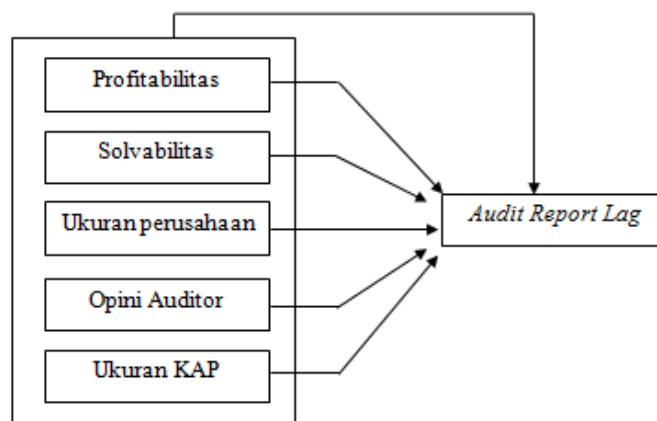 Profitabilitas
Solvabilitas
Ukuran perusahaan
Audit Report Lag
Opini Auditor
Ukuran KAP